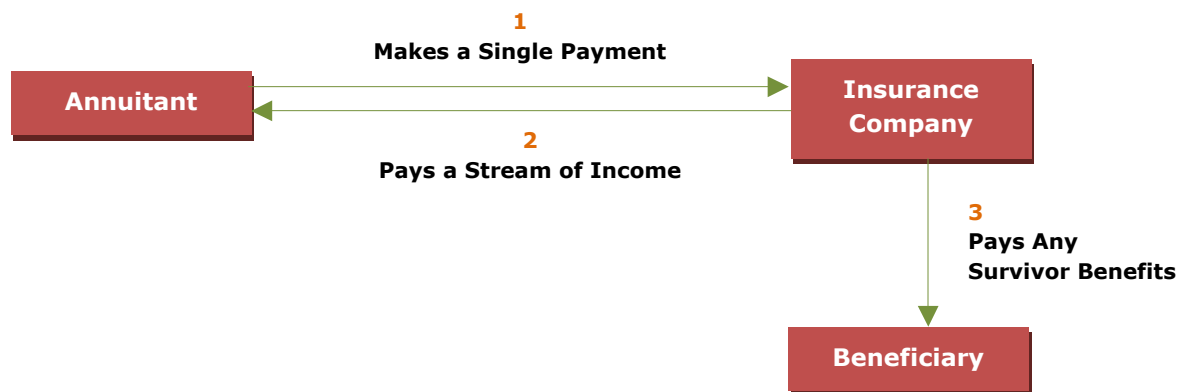 1
Makes a Single Payment
Annuitant
Insurance
Company
2
Pays a Stream of Income
3
Pays Any
Survivor Benefits
Beneficiary